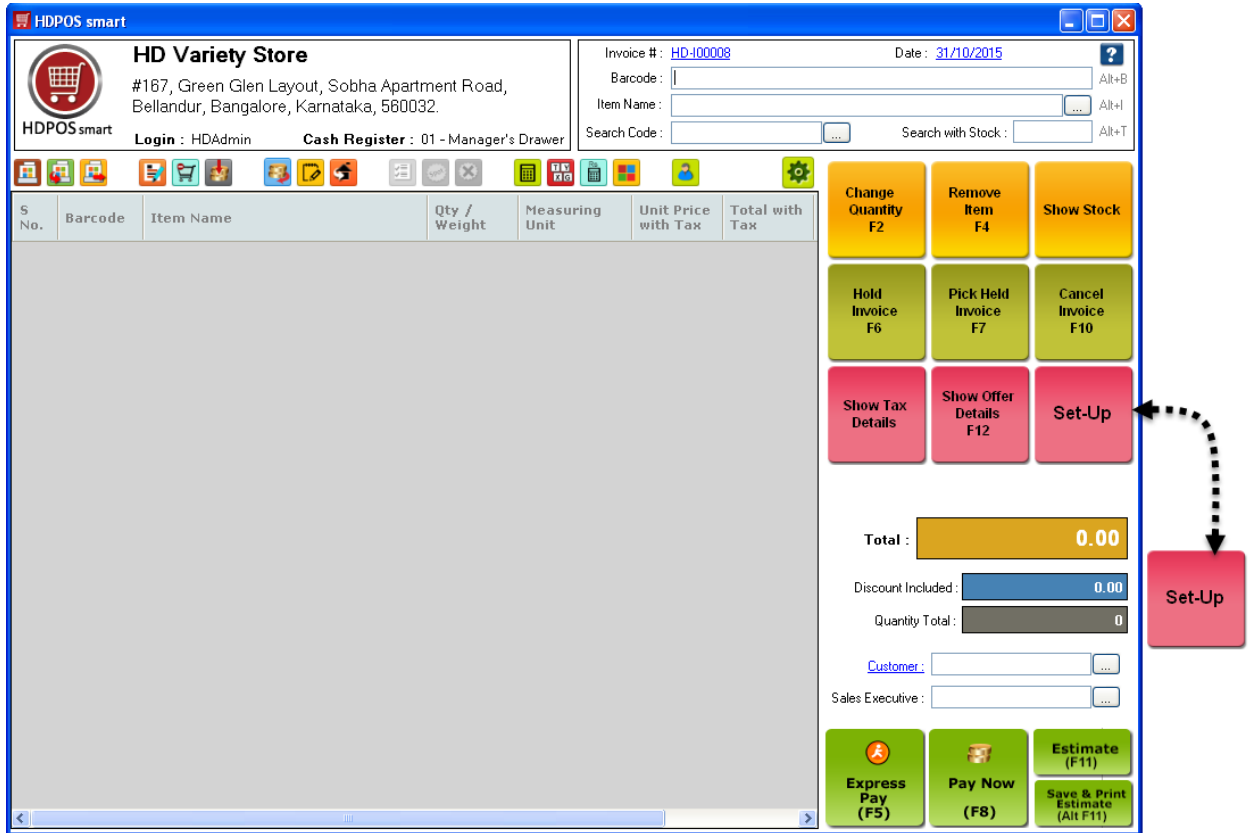 HDPOS smart
HD Variety Store
#167, Green Glen Layout, Sobha Apartment Road,
Bellandur, Bangalore, Karnataka, 560032.
HDPOS smart
Login : HDAdmin Cash Register : 01 - Manager's Drawer
Invoice # : HD-I00008 Date : 31/10/2015 ?
Barcode : Alt+B
Item Name : ... Alt+I
Search Code : ... Search with Stock : Alt+T
S No. Barcode Item Name Qty / Weight Measuring Unit Unit Price with Tax Total with Tax
Change
Quantity
F2
Remove
Item
F4
Show Stock
Hold
Invoice
F6
Pick Held
Invoice
F7
Cancel
Invoice
F10
Show Tax
Details
Show Offer
Details
F12
Set-Up
Total : 0.00
Discount Included : 0.00
Quantity Total : 0
Set-Up
Customer : ...
Sales Executive : ...
Express
Pay
(F5)
Pay Now
(F8)
Estimate
(F11)
Save & Print
Estimate
(Alt F11)